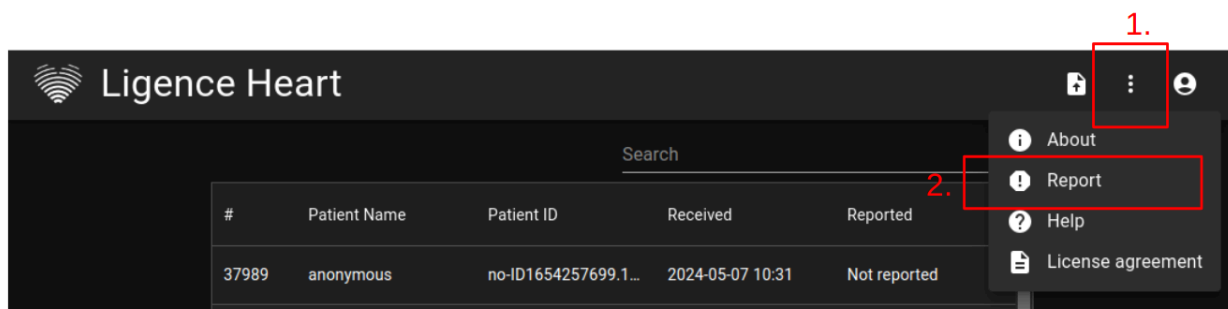 1.
Ligence Heart
About
Search
2. Report
# Patient Name Patient ID Received Reported
Help
37989 anonymous no-ID1654257699.1... 2024-05-07 10:31 Not reported
License agreement